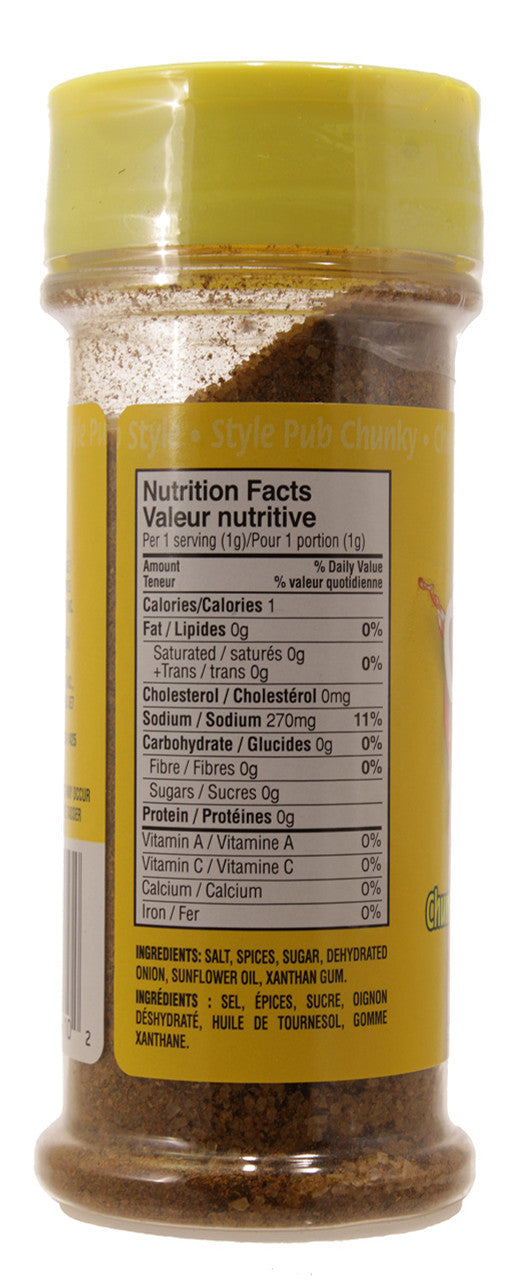 Style • Style Pub Chunky •
Nutrition Facts
Valeur nutritive
Per 1 serving (1g)/Pour 1 portion (1g)
Amount % Daily Value
Teneur % valeur quotidienne
Calories/Calories 1
Fat / Lipides 0g 0%
Saturated / saturés 0g
+Trans / trans 0g 0%
Cholesterol / Cholestérol 0mg
Sodium / Sodium 270mg 11%
Carbohydrate / Glucides 0g 0%
Fibre / Fibres 0g 0%
Sugars / Sucres 0g
Protein / Protéines 0g
Vitamin A / Vitamine A 0%
Vitamin C / Vitamine C 0%
Calcium / Calcium 0%
Iron / Fer 0%
INGREDIENTS: SALT, SPICES, SUGAR, DEHYDRATED
ONION, SUNFLOWER OIL, XANTHAN GUM.
INGRÉDIENTS : SEL, ÉPICES, SUCRE, OIGNON
DÉSHYDRATÉ, HUILE DE TOURNESOL, GOMME
XANTHANE.
OCCUR
2